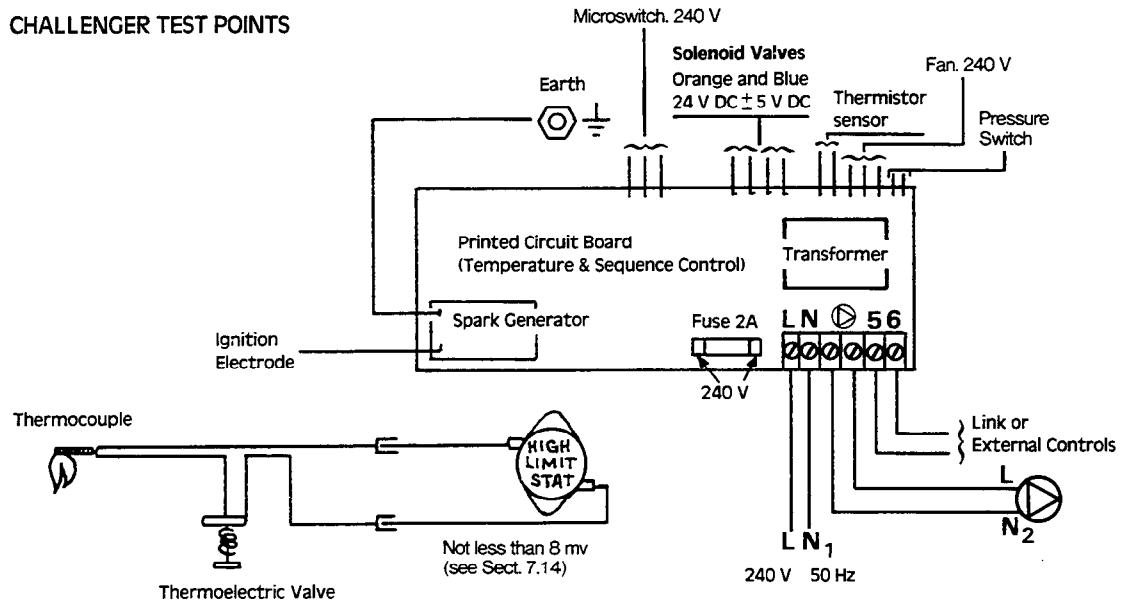 CHALLENGER TEST POINTS
Microswitch. 240 V
Solenoid Valves
Orange and Blue
24 V DC ± 5 V DC
Fan. 240 V
Earth
Thermistor
sensor
Pressure
Switch
Printed Circuit Board
(Temperature & Sequence Control)
Transformer
Spark Generator
Fuse 2A
L N 5 6
Ignition
Electrode
240 V
Thermocouple
HIGH
LIMIT
STAT
Link or
External Controls
L
N2
Not less than 8 mv
(see Sect. 7.14)
L N1
240 V 50 Hz
Thermoelectric Valve